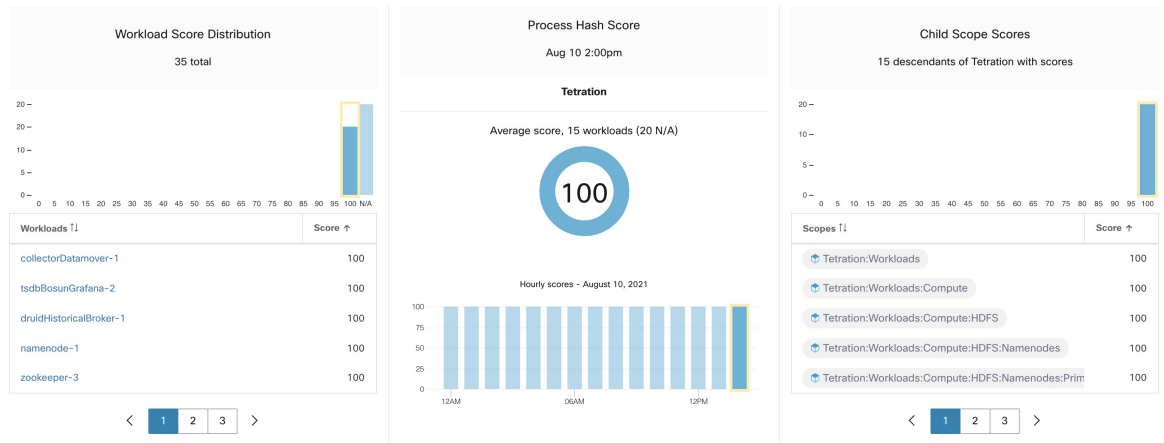 Workload Score Distribution
35 total
20
20
10
5
0
0 5 10 15 20 25 30 35 40 45 50 55 60 65 70 75 80 85 90 95 100 N/A
Workloads ↑↓ Score ↑
collectorDatamover-1 100
tsdbBosunGrafana-2 100
druidHistoricalBroker-1 100
namenode-1 100
zookeeper-3 100
< 1 2 3 >
Process Hash Score
Aug 10 2:00pm
Tetration
Average score, 15 workloads (20 N/A)
100
Hourly scores - August 10, 2021
100
75
50
25
0
12AM 06AM 12PM
Child Scope Scores
15 descendants of Tetration with scores
20
10
5
0
0 5 10 15 20 25 30 35 40 45 50 55 60 65 70 75 80 85 90 95 100
Scopes ↑↓ Score ↑
Tetration:Workloads 100
Tetration:Workloads:Compute 100
Tetration:Workloads:Compute:HDFS 100
Tetration:Workloads:Compute:HDFS:Namenodes 100
Tetration:Workloads:Compute:HDFS:Namenodes:Prim 100
< 1 2 3 >